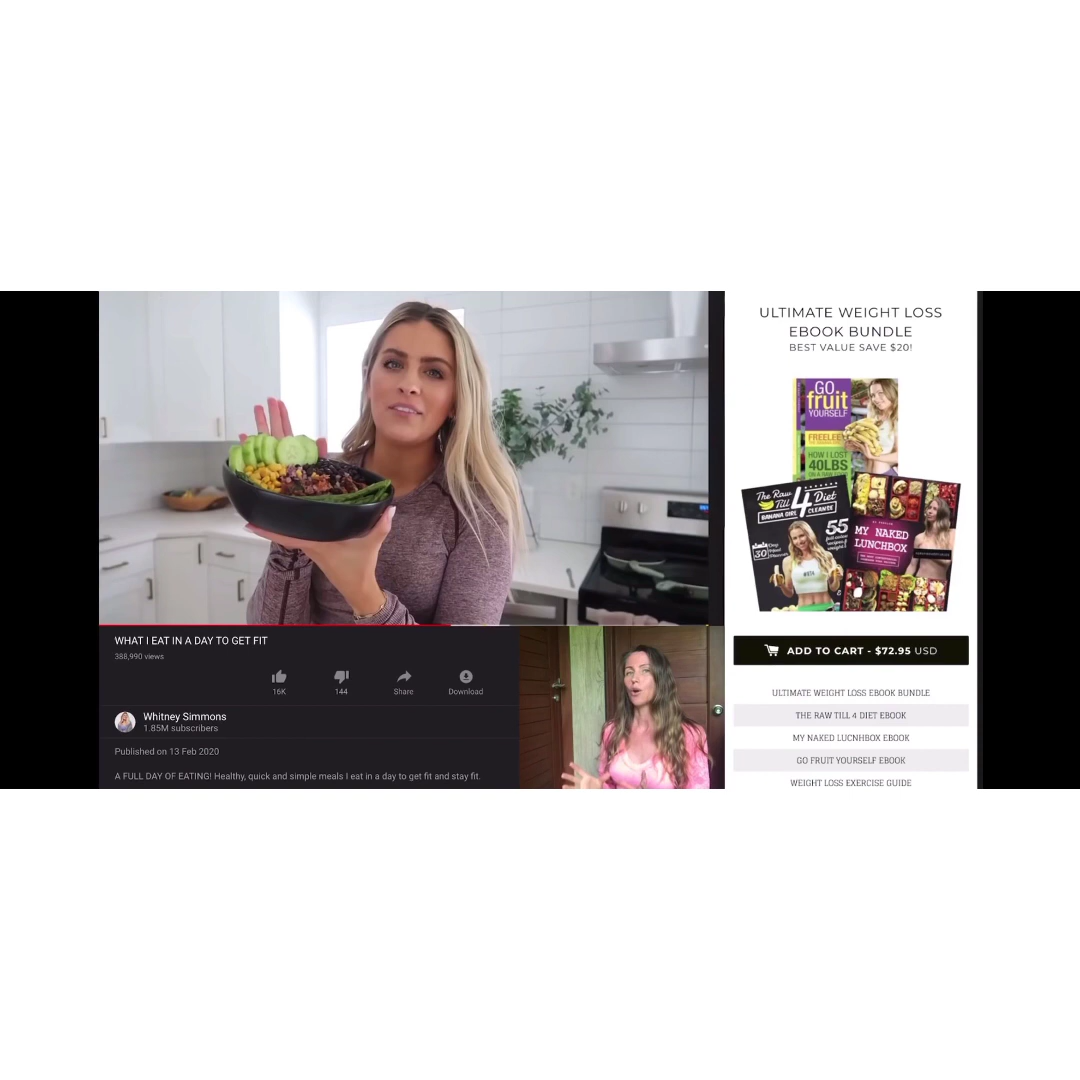 WHAT I EAT IN A DAY TO GET FIT
388,990 views
16K
144
Share
Download
Whitney Simmons
1.85M subscribers
Published on 13 Feb 2020
A FULL DAY OF EATING! Healthy, quick and simple meals I eat in a day to get fit and stay fit.
ULTIMATE WEIGHT LOSS
EBOOK BUNDLE
BEST VALUE SAVE $20!
GO
fruit
YOURSELF
FREELEE
HOW I LOST
40LBS
The Raw
Till 4 Diet
BANANA GIRL CLEANSE
55
30
MY NAKED
LUNCHBOX
ADD TO CART - $72.95 USD
ULTIMATE WEIGHT LOSS EBOOK BUNDLE
THE RAW TILL 4 DIET EBOOK
MY NAKED LUCNHBOX EBOOK
GO FRUIT YOURSELF EBOOK
WEIGHT LOSS EXERCISE GUIDE